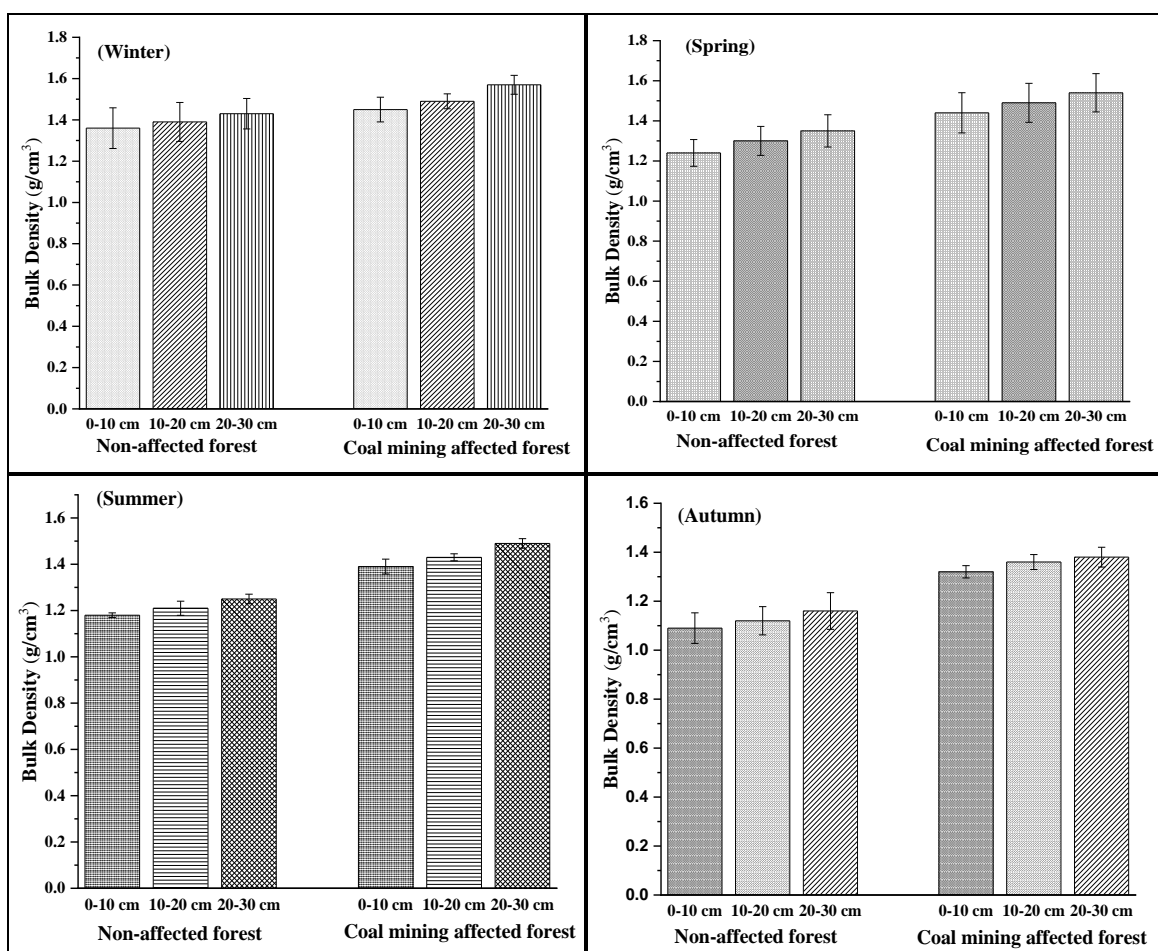 (Winter)
Bulk Density (g/cm³)
1.8
1.6
1.4
1.2
1.0
0.8
0.6
0.4
0.2
0.0
0-10 cm 10-20 cm 20-30 cm 0-10 cm 10-20 cm 20-30 cm
Non-affected forest Coal mining affected forest
(Spring)
Bulk Density (g/cm³)
1.8
1.6
1.4
1.2
1.0
0.8
0.6
0.4
0.2
0.0
0-10 cm 10-20 cm 20-30 cm 0-10 cm 10-20 cm 20-30 cm
Non-affected forest Coal mining affected forest
(Summer)
Bulk Density (g/cm³)
1.6
1.4
1.2
1.0
0.8
0.6
0.4
0.2
0.0
0-10 cm 10-20 cm 20-30 cm 0-10 cm 10-20 cm 20-30 cm
Non-affected forest Coal mining affected forest
(Autumn)
Bulk Density (g/cm³)
1.6
1.4
1.2
1.0
0.8
0.6
0.4
0.2
0.0
0-10 cm 10-20 cm 20-30 cm 0-10 cm 10-20 cm 20-30 cm
Non-affected forest Coal mining affected forest